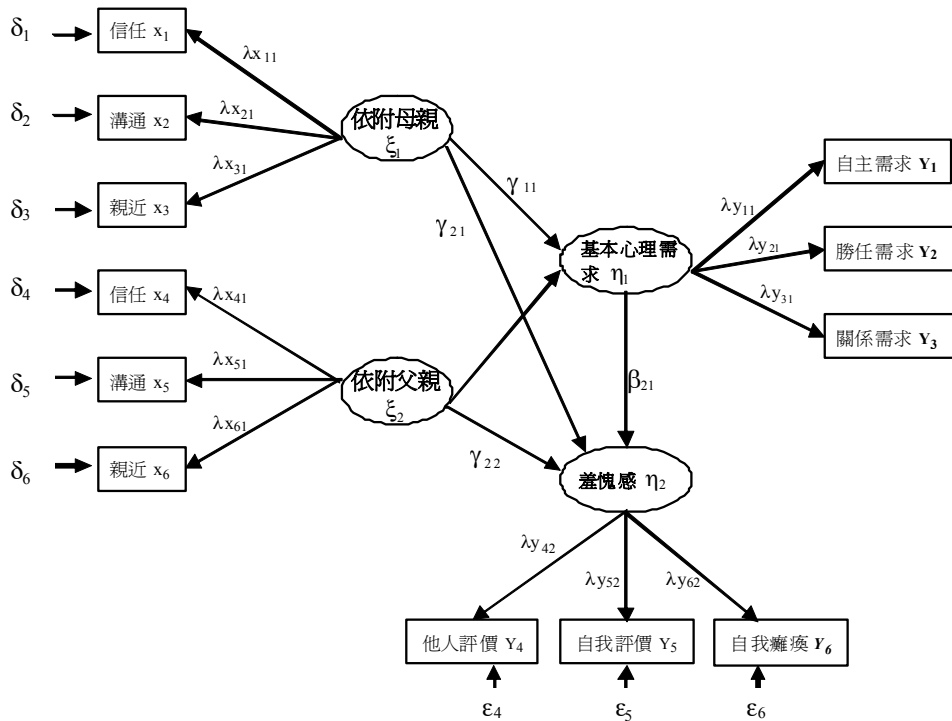 δ₁
信任 x₁
λx₁₁
δ₂
溝通 x₂
λx₂₁
δ₃
親近 x₃
λx₃₁
依附母親
ξ₁
δ₄
信任 x₄
λx₄₁
δ₅
溝通 x₅
λx₅₁
δ₆
親近 x₆
λx₆₁
依附父親
ξ₂
γ₁₁
γ₂₁
γ₂₂
基本心理需
求 η₁
β₂₁
羞愧感 η₂
λy₁₁
自主需求 Y₁
λy₂₁
勝任需求 Y₂
λy₃₁
關係需求 Y₃
λy₄₂
λy₅₂
λy₆₂
他人評價 Y₄
自我評價 Y₅
自我癱瘓 Y₆
ε₄
ε₅
ε₆